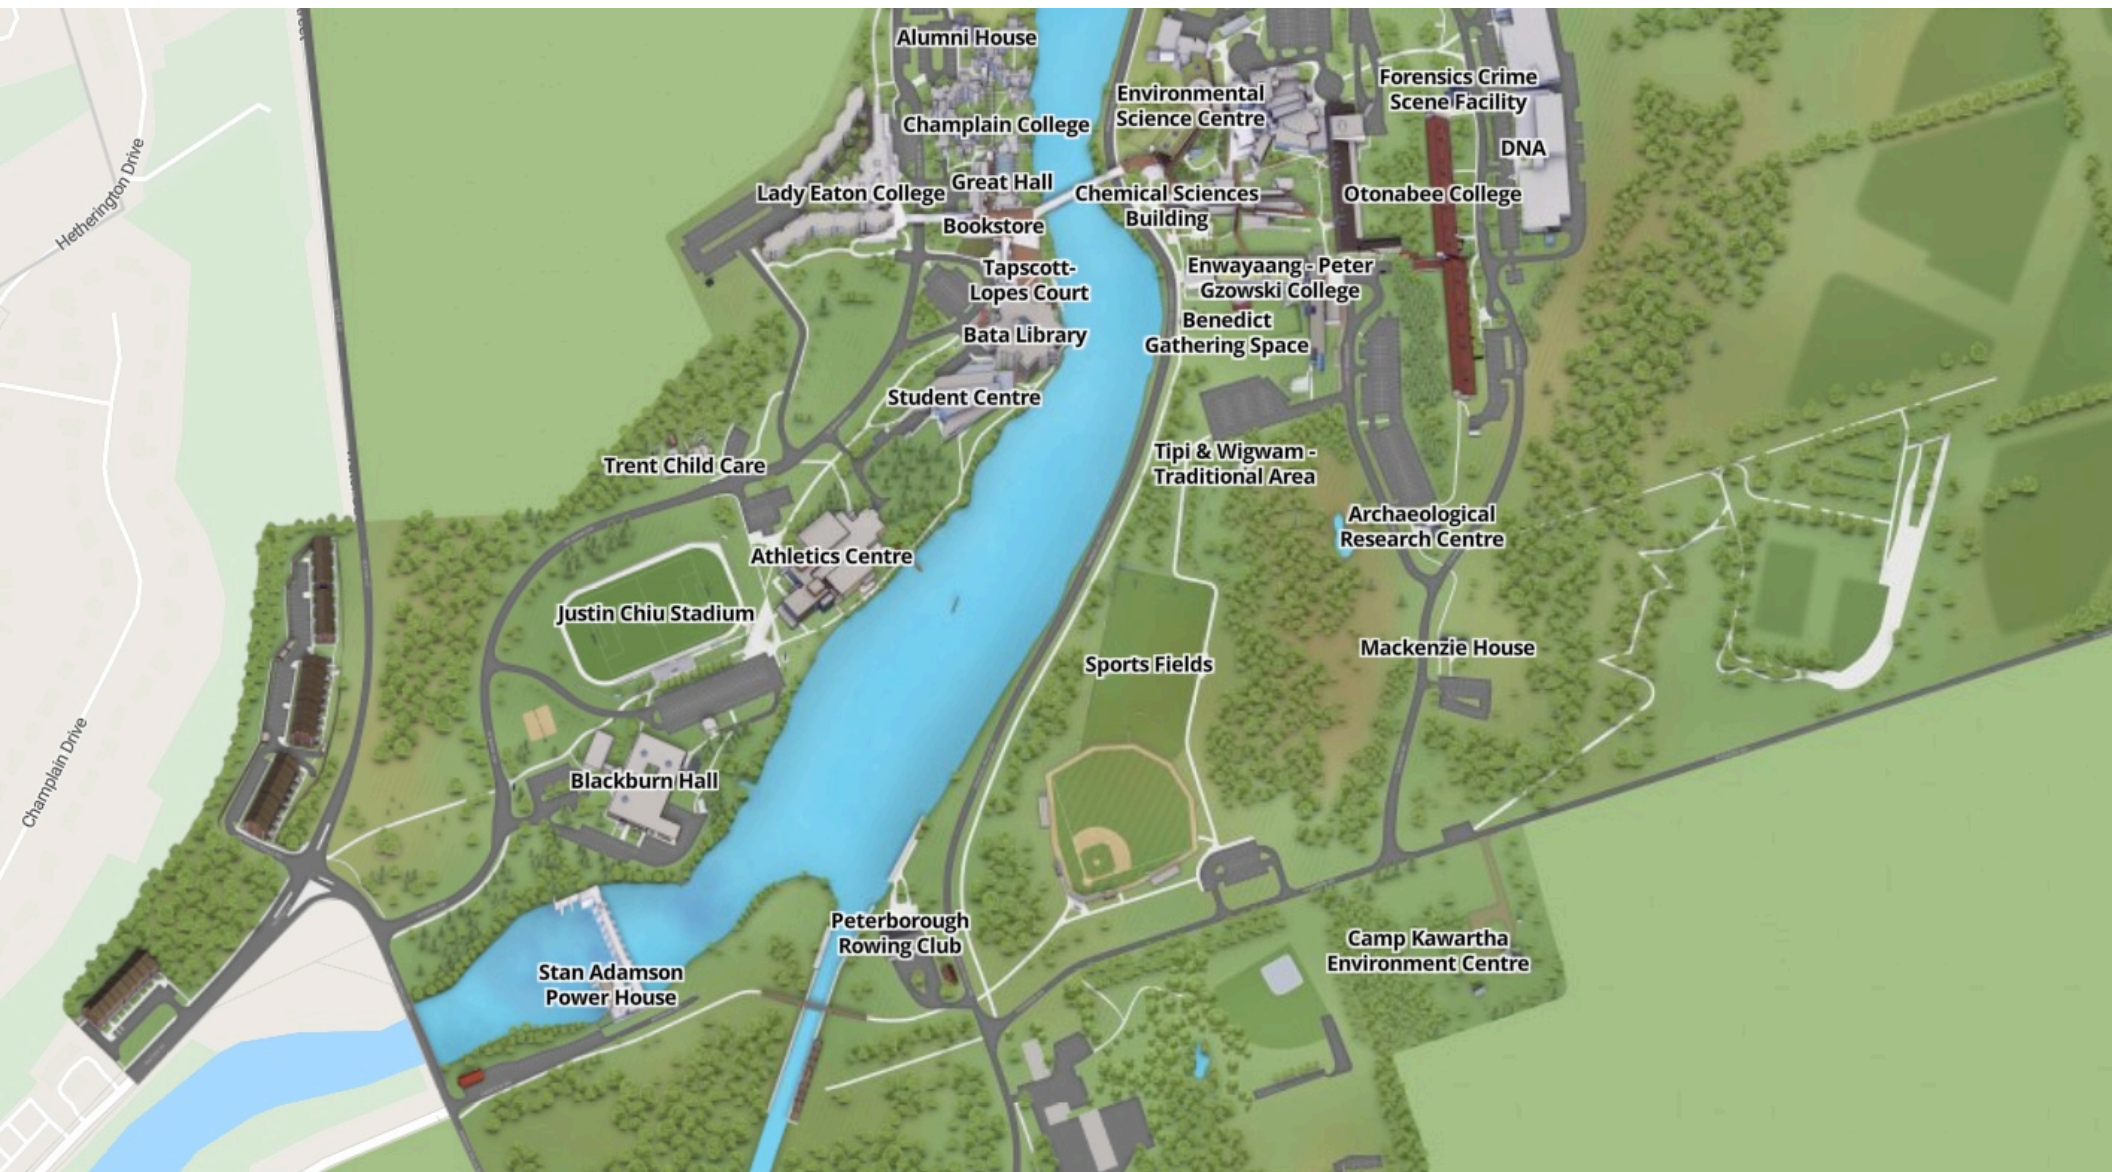 Alumni House
Forensics Crime
Scene Facility
Environmental
Science Centre
Champlain College
DNA
Great Hall
Lady Eaton College
Chemical Sciences
Building
Otonabee College
Bookstore
Hetherington Drive
Tapscott-
Lopes Court
Enwayaang - Peter
Gzowski College
Bata Library
Benedict
Gathering Space
Student Centre
Trent Child Care
Tipi & Wigwam -
Traditional Area
Archaeological
Research Centre
Athletics Centre
Justin Chiu Stadium
Mackenzie House
Sports Fields
Champlain Drive
Blackburn Hall
Peterborough
Rowing Club
Camp Kawartha
Environment Centre
Stan Adamson
Power House